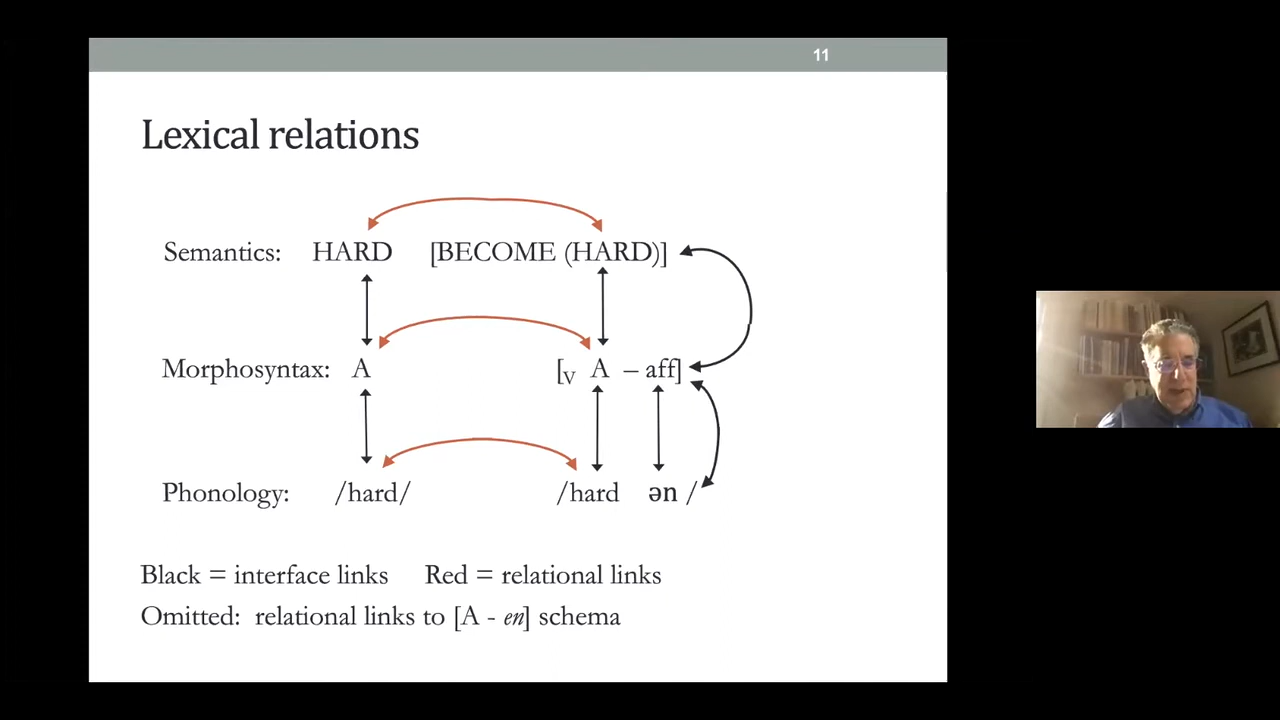 11
Lexical relations
Semantics: HARD [BECOME (HARD)]
Morphosyntax: A [V A – aff]
Phonology: /hard/ /hard ən /
Black = interface links Red = relational links
Omitted: relational links to [A - en] schema